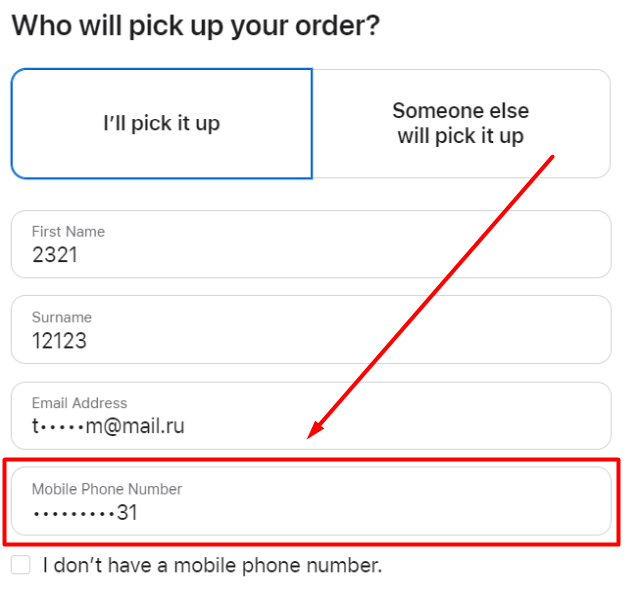 Who will pick up your order?
I’ll pick it up
Someone else
will pick it up
First Name
2321
Surname
12123
Email Address
t•••••m@mail.ru
Mobile Phone Number
•••••••••31
I don’t have a mobile phone number.